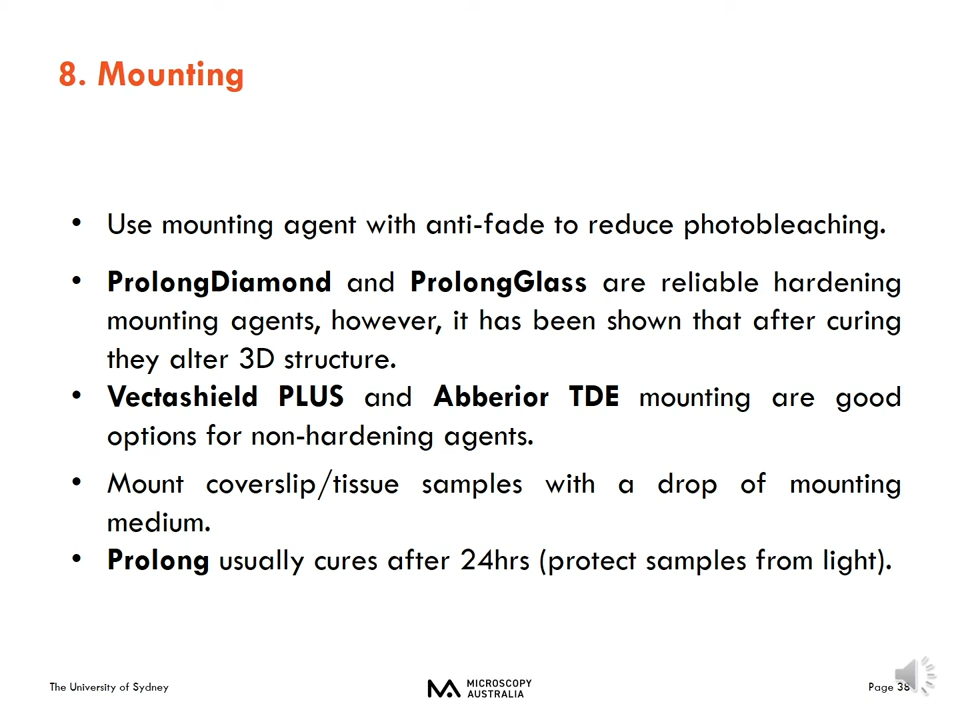 8. Mounting
• Use mounting agent with anti-fade to reduce photobleaching.
• ProlongDiamond and ProlongGlass are reliable hardening
mounting agents, however, it has been shown that after curing
they alter 3D structure.
• Vectashield PLUS and Abberior TDE mounting are good
options for non-hardening agents.
• Mount coverslip/tissue samples with a drop of mounting
medium.
• Prolong usually cures after 24hrs (protect samples from light).
The University of Sydney
MICROSCOPY
AUSTRALIA
Page 38